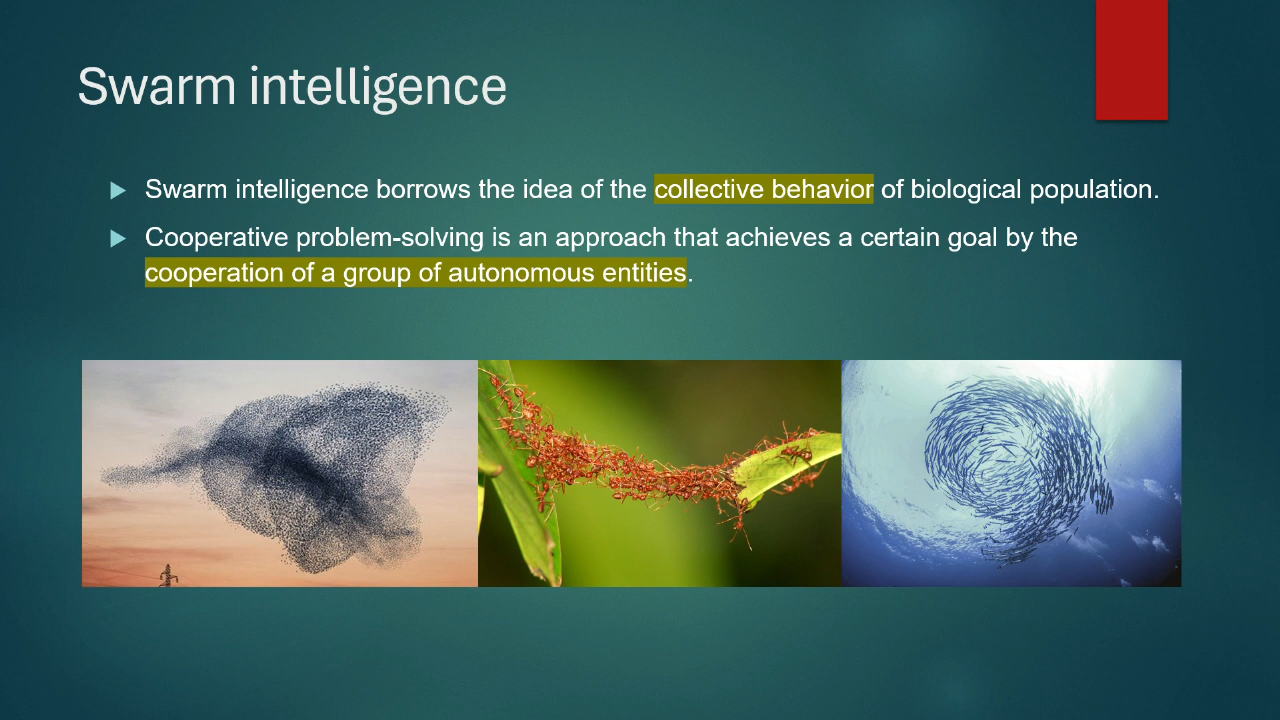 Swarm intelligence
Swarm intelligence borrows the idea of the collective behavior of biological population.
Cooperative problem-solving is an approach that achieves a certain goal by the
cooperation of a group of autonomous entities.